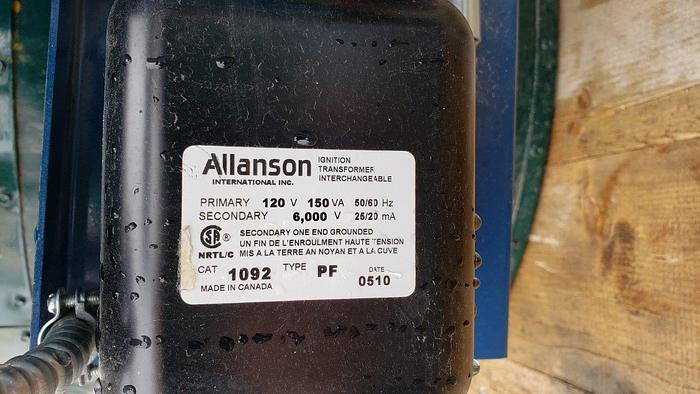 Allanson IGNITION
TRANSFORMER
INTERCHANGEABLE
INTERNATIONAL INC.
PRIMARY 120 V 150 VA 50/60 Hz
SECONDARY 6,000 V 25/20 mA
SA ® SECONDARY ONE END GROUNDED
UN FIN DE L'ENROULMENT HAUTE TENSION
NRTL/C MIS A LA TERRE AN NOYAN ET A LA CUVE
CAT 1092 TYPE PF DATE 0510
MADE IN CANADA